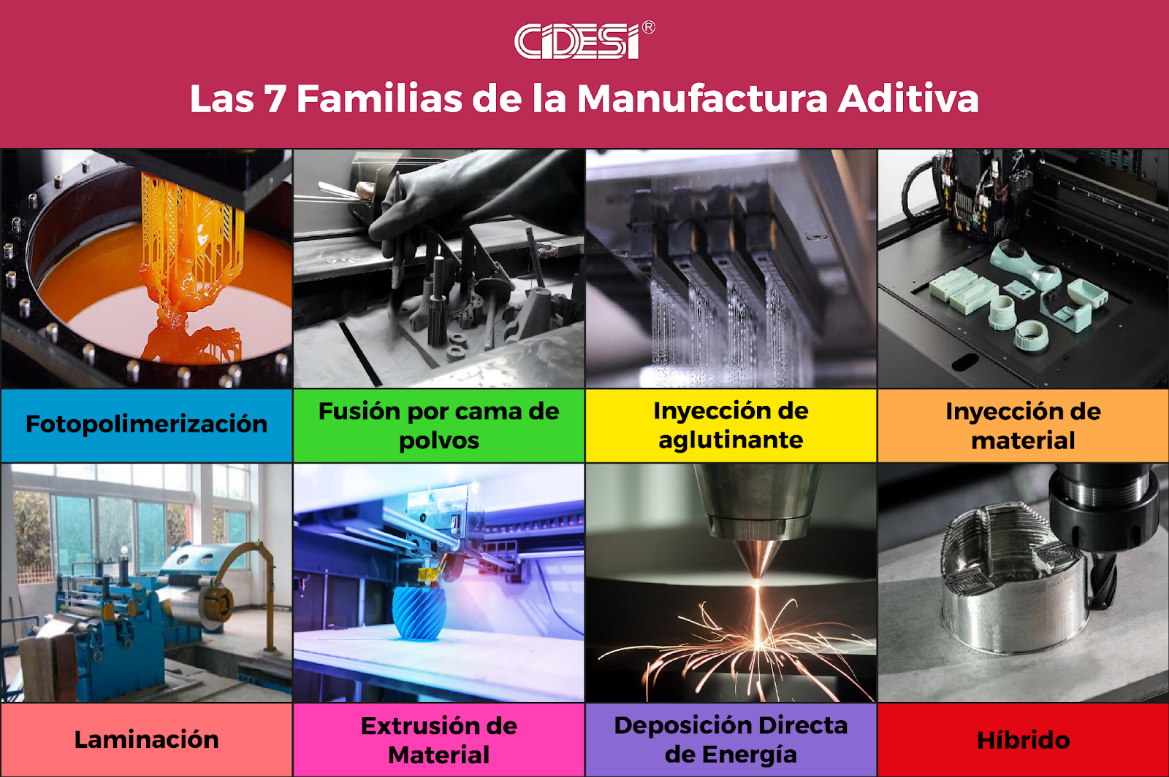 CIDESI®
Las 7 Familias de la Manufactura Aditiva
Fotopolimerización
Fusión por cama de
polvos
Inyección de
aglutinante
Inyección de
material
Laminación
Extrusión de
Material
Deposición Directa
de Energía
Híbrido